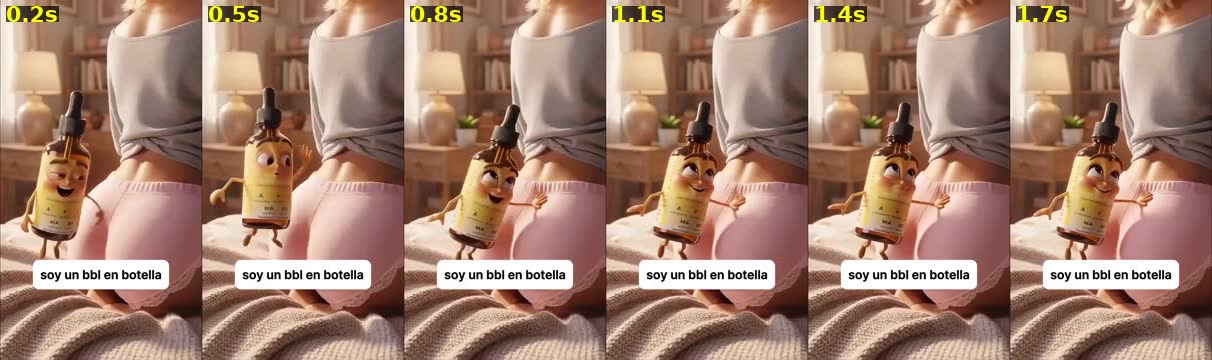 0.2s
soy un bbl en botella
0.5s
soy un bbl en botella
0.8s
soy un bbl en botella
1.1s
soy un bbl en botella
1.4s
soy un bbl en botella
1.7s
soy un bbl en botella